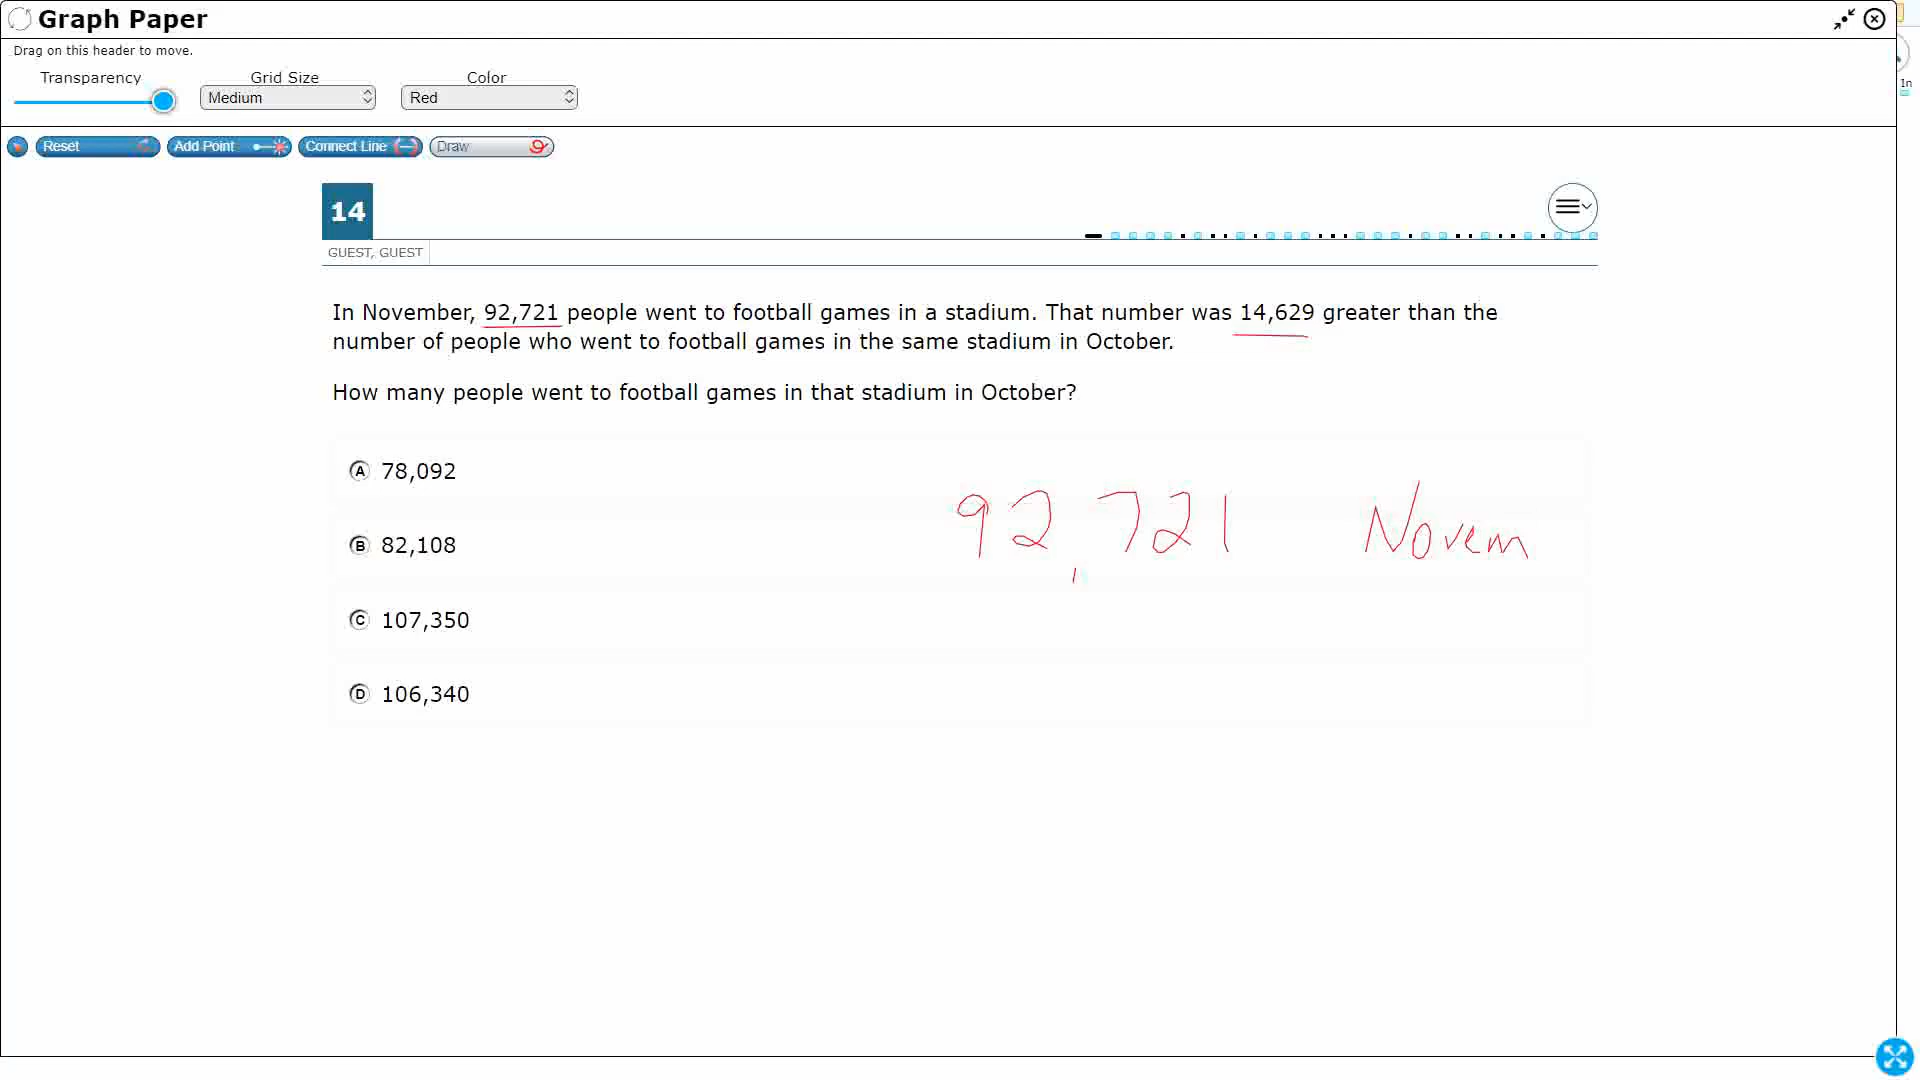 Graph Paper
Drag on this header to move.
Transparency Grid Size Color
Medium Red
Reset Add Point Connect Line Draw
In
14
GUEST, GUEST
In November, 92,721 people went to football games in a stadium. That number was 14,629 greater than the
number of people who went to football games in the same stadium in October.
How many people went to football games in that stadium in October?
A 78,092
B 82,108
C 107,350
D 106,340
92,721 Novem